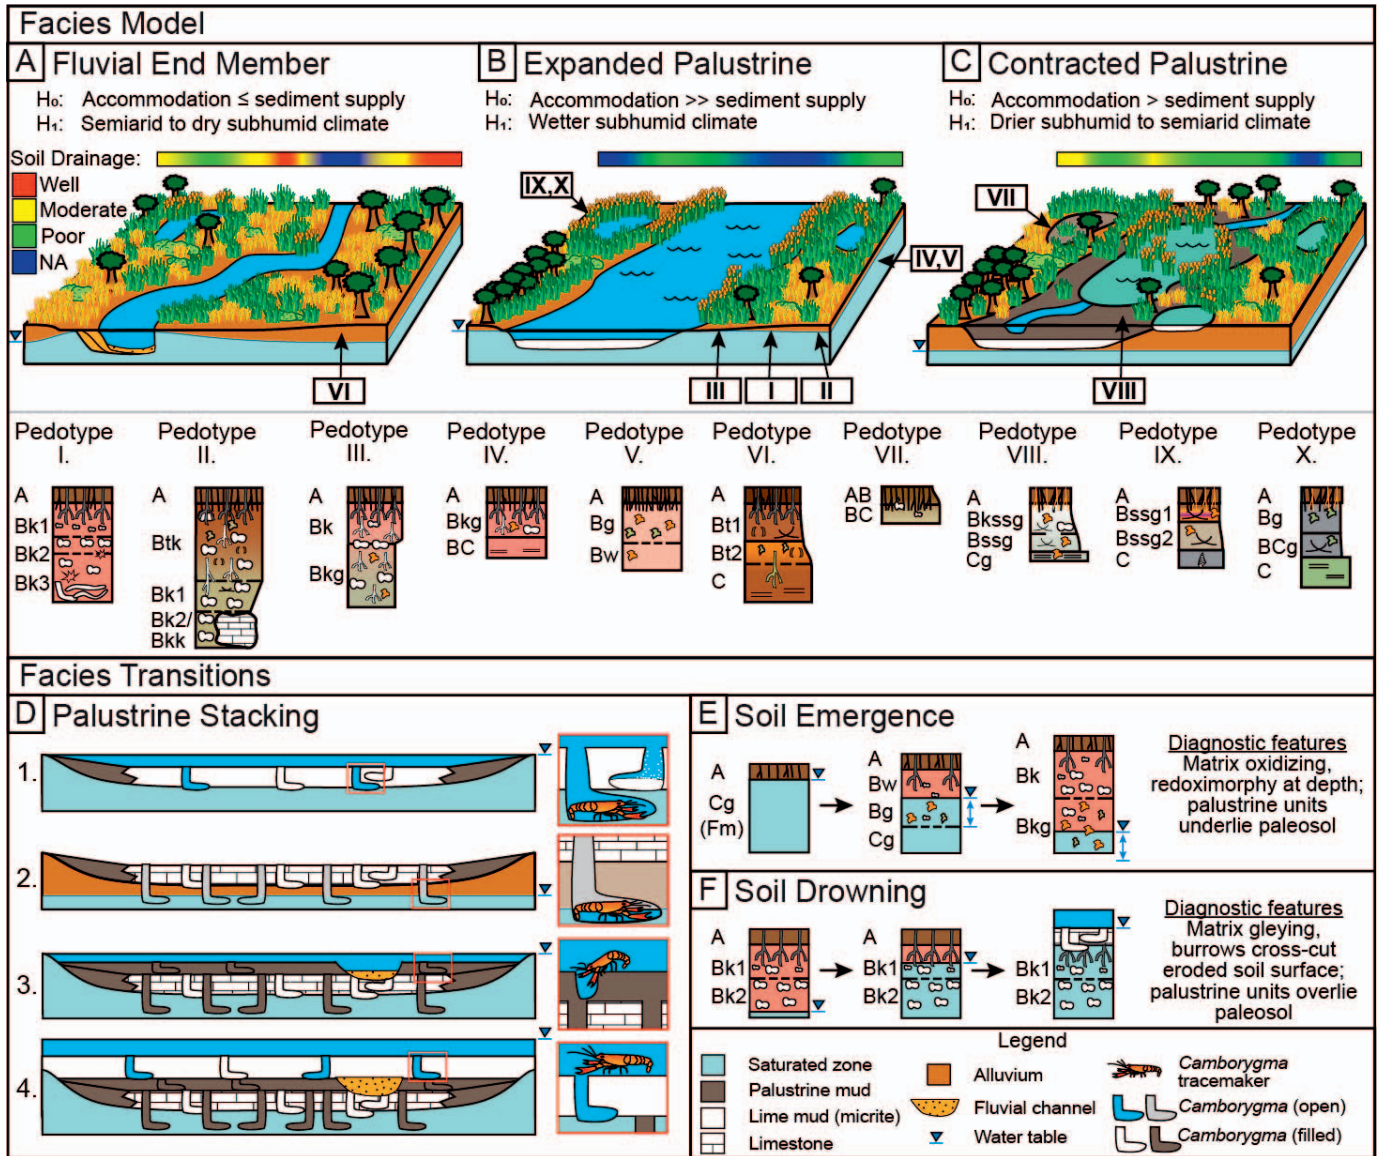 Facies Model
A Fluvial End Member
H₀: Accommodation ≤ sediment supply
H₁: Semiarid to dry subhumid climate
B Expanded Palustrine
H₀: Accommodation >> sediment supply
H₁: Wetter subhumid climate
C Contracted Palustrine
H₀: Accommodation > sediment supply
H₁: Drier subhumid to semiarid climate
Soil Drainage:
Well
Moderate
Poor
NA
VI
IX,X
IV,V
III
I
II
VII
VIII
Pedotype
I.
A
Bk1
Bk2
Bk3
Pedotype
II.
A
Btk
Bk1
Bk2/
Bkk
Pedotype
III.
A
Bk
Bkg
Pedotype
IV.
A
Bkg
BC
Pedotype
V.
A
Bg
Bw
Pedotype
VI.
A
Bt1
Bt2
C
Pedotype
VII.
AB
BC
Pedotype
VIII.
A
Bkssg
Bssg
Cg
Pedotype
IX.
A
Bssg1
Bssg2
C
Pedotype
X.
A
Bg
BCg
C
Facies Transitions
D Palustrine Stacking
1.
2.
3.
4.
E Soil Emergence
A
Cg
(Fm)
A
Bw
Bg
Cg
A
Bk
Bkg
Diagnostic features
Matrix oxidizing,
redoximorphy at depth;
palustrine units
underlie paleosol
F Soil Drowning
A
Bk1
Bk2
A
Bk1
Bk2
Bk1
Bk2
Diagnostic features
Matrix gleying,
burrows cross-cut
eroded soil surface;
palustrine units overlie
paleosol
Legend
Saturated zone
Palustrine mud
Lime mud (micrite)
Limestone
Alluvium
Fluvial channel
Water table
Camborygma
tracemaker
Camborygma (open)
Camborygma (filled)